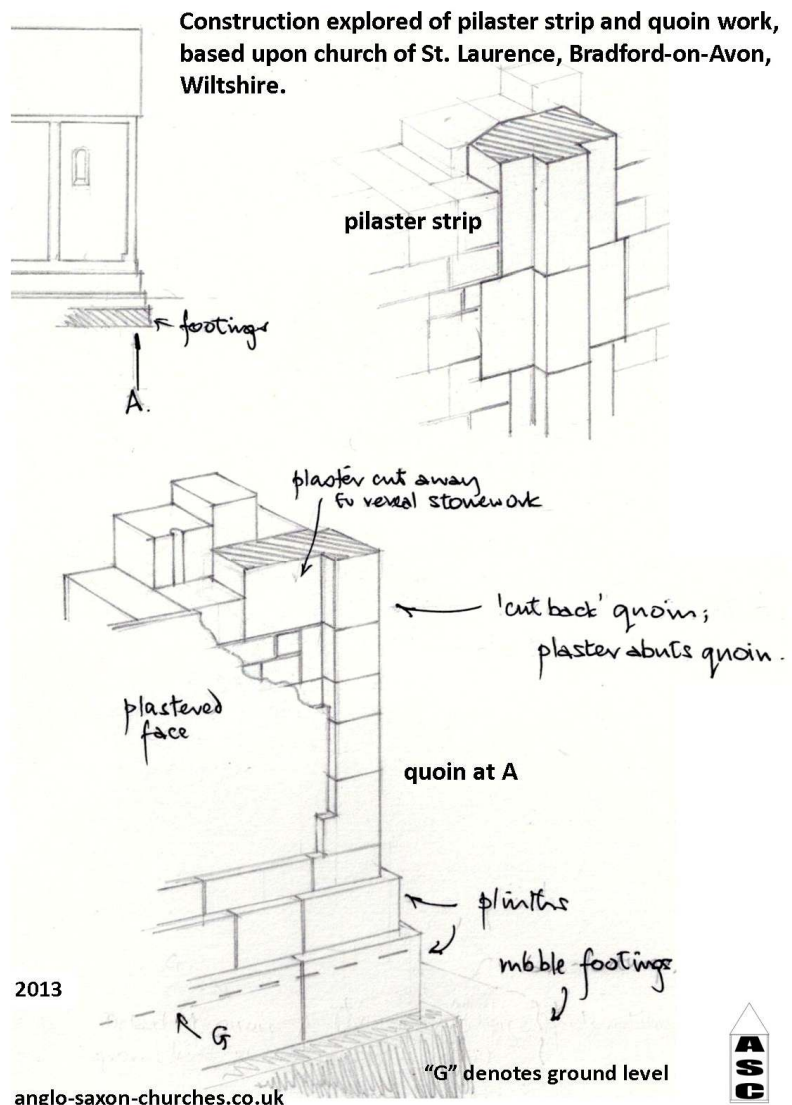 Construction explored of pilaster strip and quoin work,
based upon church of St. Laurence, Bradford-on-Avon,
Wiltshire.
pilaster strip
footings
A.
plaster cut away
to reveal stonework
'cut back' quoin;
plaster abuts quoin.
plastered
face
quoin at A
plinths
rubble footings
2013
G
"G" denotes ground level
ASC
anglo-saxon-churches.co.uk